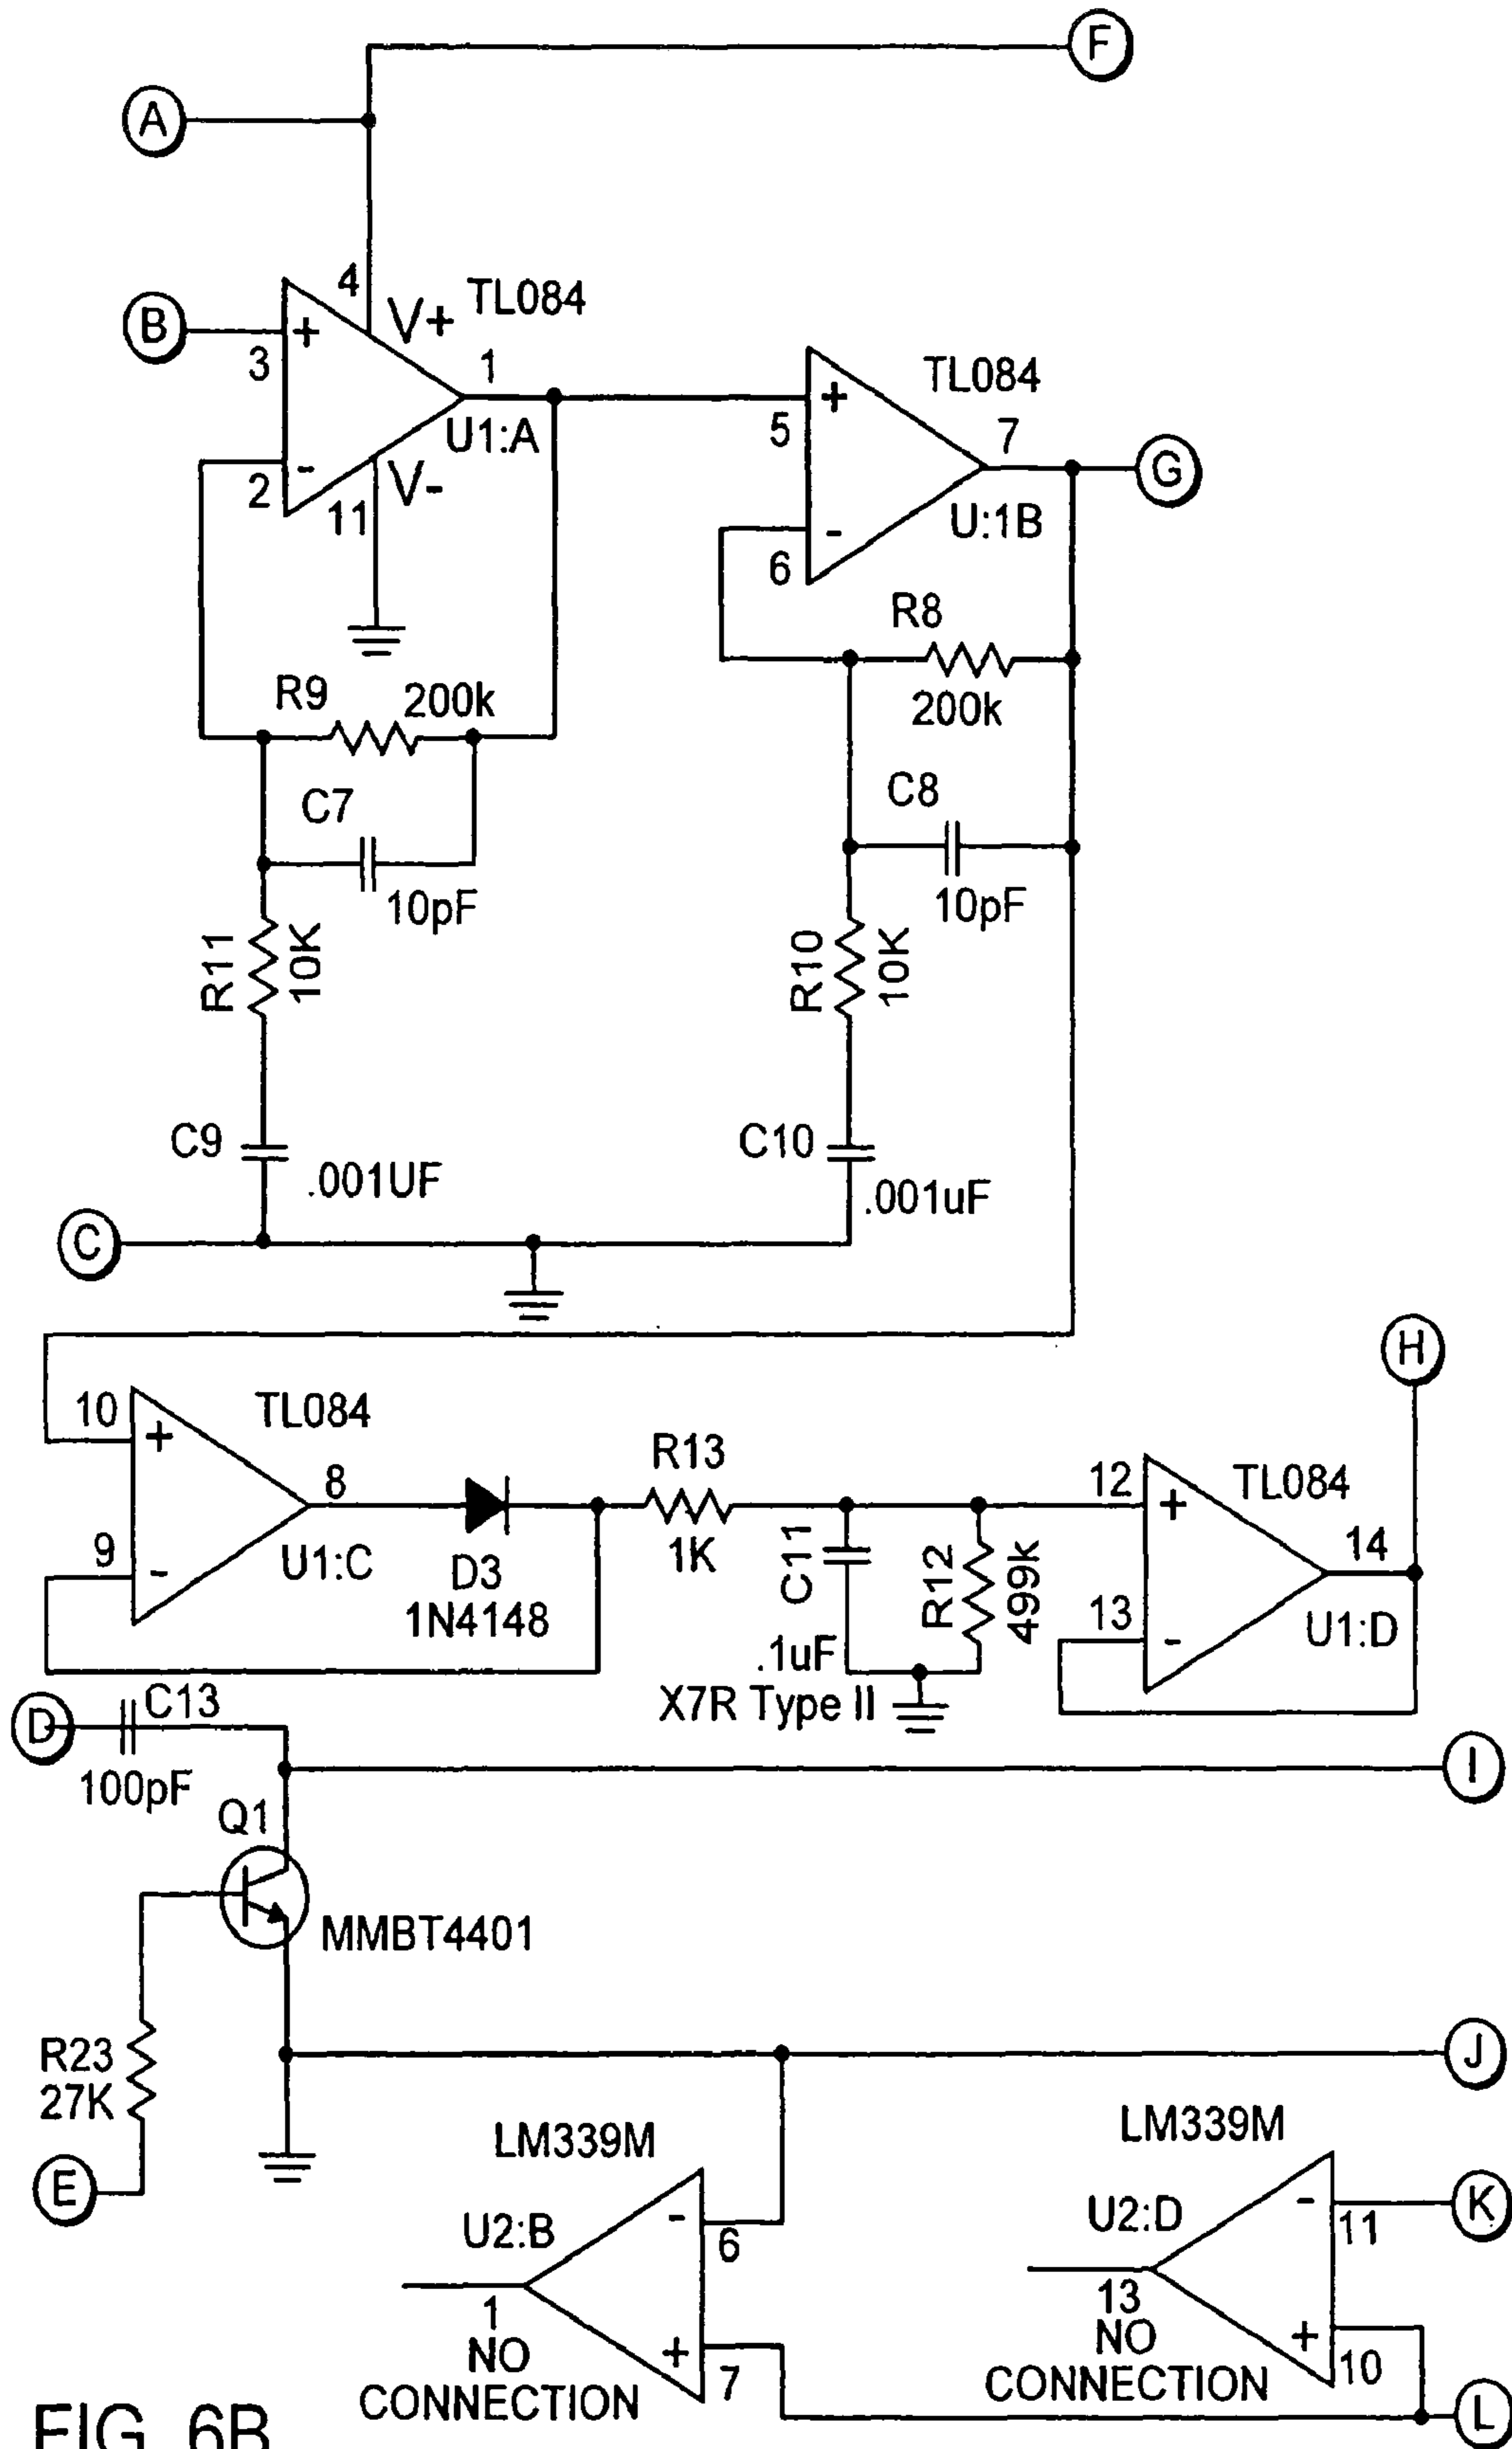 F
A
4
V+
TL084
B
+
3
1
U1:A
-
2
V-
11
TL084
+
5
7
G
U:1B
-
6
R8
200k
R9
200k
C7
10pF
C8
10pF
R11
10K
R10
10K
C9
.001UF
C10
.001uF
C
H
10
+
TL084
8
9
-
U1:C
D3
1N4148
R13
1K
C11
.1uF
X7R Type II
R12
499k
12
+
TL084
14
13
-
U1:D
D
C13
100pF
I
Q1
MMBT4401
R23
27K
J
E
LM339M
U2:B
-
6
1
NO
CONNECTION
+
7
LM339M
U2:D
-
11
K
13
NO
CONNECTION
+
10
L
FIG. 6B